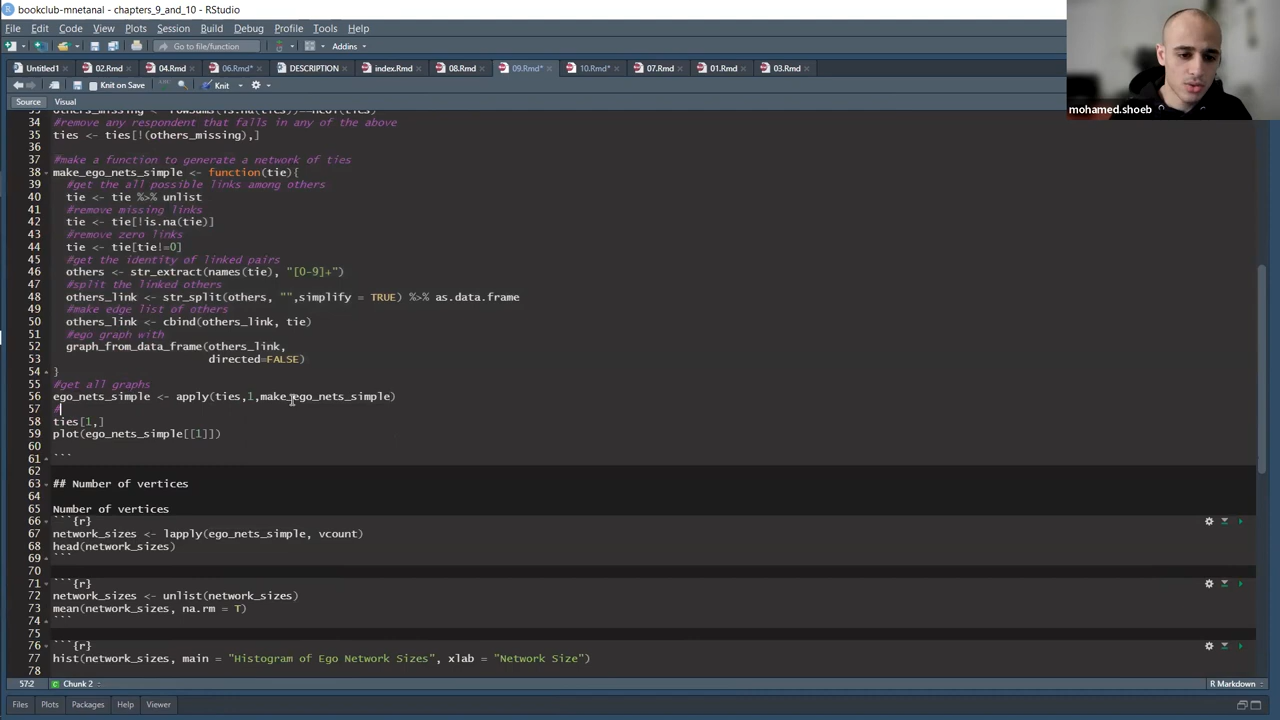 bookclub-mnetanal - chapters_9_and_10 - RStudio
File Edit Code View Plots Session Build Debug Profile Tools Help
Go to file/function Addins
Untitled1 02.Rmd 04.Rmd 06.Rmd* DESCRIPTION index.Rmd 08.Rmd 09.Rmd* 10.Rmd* 07.Rmd 01.Rmd 03.Rmd
Knit on Save Knit
Source Visual
mohamed.shoeb
34 #remove any respondent that falls in any of the above
35 ties <- ties[!(others_missing),]
36
37 #make a function to generate a network of ties
38 make_ego_nets_simple <- function(tie){
39 #get the all possible links among others
40 tie <- tie %>% unlist
41 #remove missing links
42 tie <- tie[!is.na(tie)]
43 #remove zero links
44 tie <- tie[tie!=0]
45 #get the identity of linked pairs
46 others <- str_extract(names(tie), "[0-9]+")
47 #split the linked others
48 others_link <- str_split(others, "",simplify = TRUE) %>% as.data.frame
49 #make edge list of others
50 others_link <- cbind(others_link, tie)
51 #ego graph with
52 graph_from_data_frame(others_link,
53 directed=FALSE)
54 }
55 #get all graphs
56 ego_nets_simple <- apply(ties,1,make_ego_nets_simple)
57 #
58 ties[1,]
59 plot(ego_nets_simple[[1]])
60
61 ```
62
63 ## Number of vertices
64
65 Number of vertices
66 ```{r}
67 network_sizes <- lapply(ego_nets_simple, vcount)
68 head(network_sizes)
69 ```
70
71 ```{r}
72 network_sizes <- unlist(network_sizes)
73 mean(network_sizes, na.rm = T)
74 ```
75
76 ```{r}
77 hist(network_sizes, main = "Histogram of Ego Network Sizes", xlab = "Network Size")
78
57:2 Chunk 2 R Markdown
Files Plots Packages Help Viewer